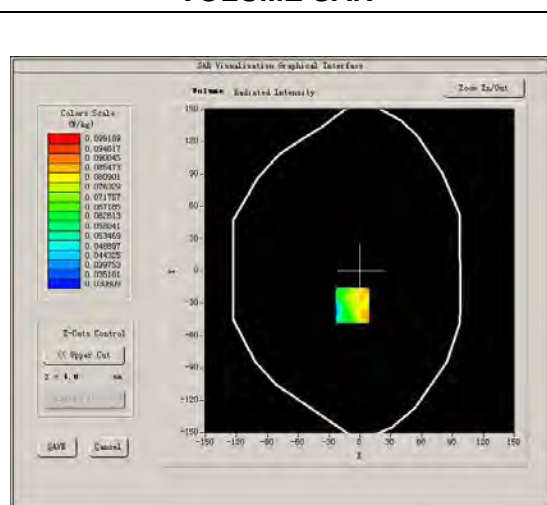 VOLUME SAR
SAR Visualisation Graphical Interface
Volume Radiated Intensity
Zoom In/Out
Colors Scale
(W/kg)
0.099189
0.094617
0.090045
0.085473
0.080901
0.076329
0.071757
0.067185
0.062613
0.058041
0.053469
0.048897
0.044325
0.039753
0.035181
0.030609
Z-Cuts Control
<< Upper Cut
Z = 4.0 mm
SAVE
Cancel
150
120
90
60
30
0
-30
-60
-90
-120
-150
Y
-150 -120 -90 -60 -30 0 30 60 90 120 150
X